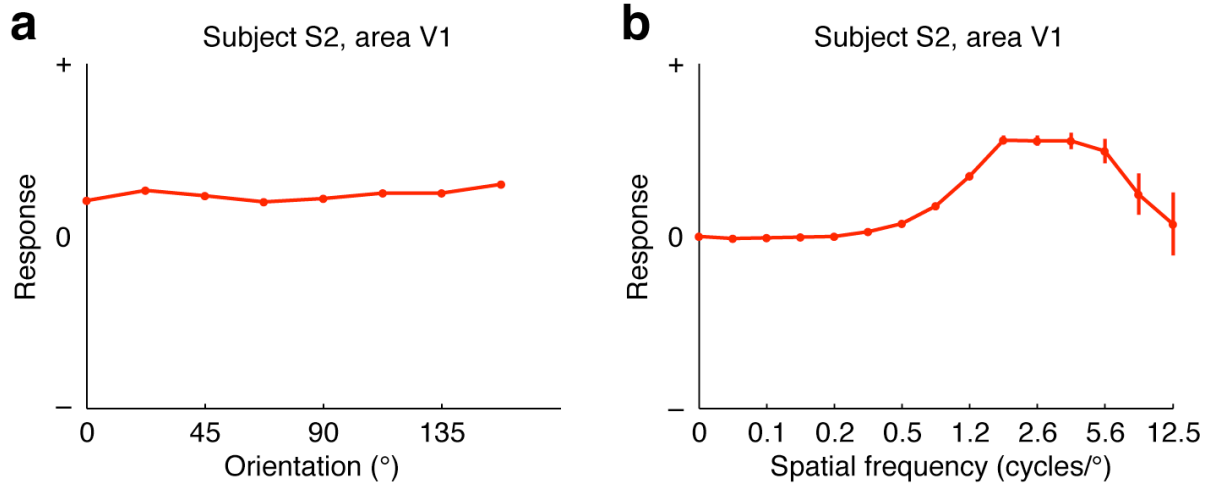 a
Subject S2, area V1
+
Response
0
–
0 45 90 135
Orientation (°)
b
Subject S2, area V1
+
Response
0
–
0 0.1 0.2 0.5 1.2 2.6 5.6 12.5
Spatial frequency (cycles/°)